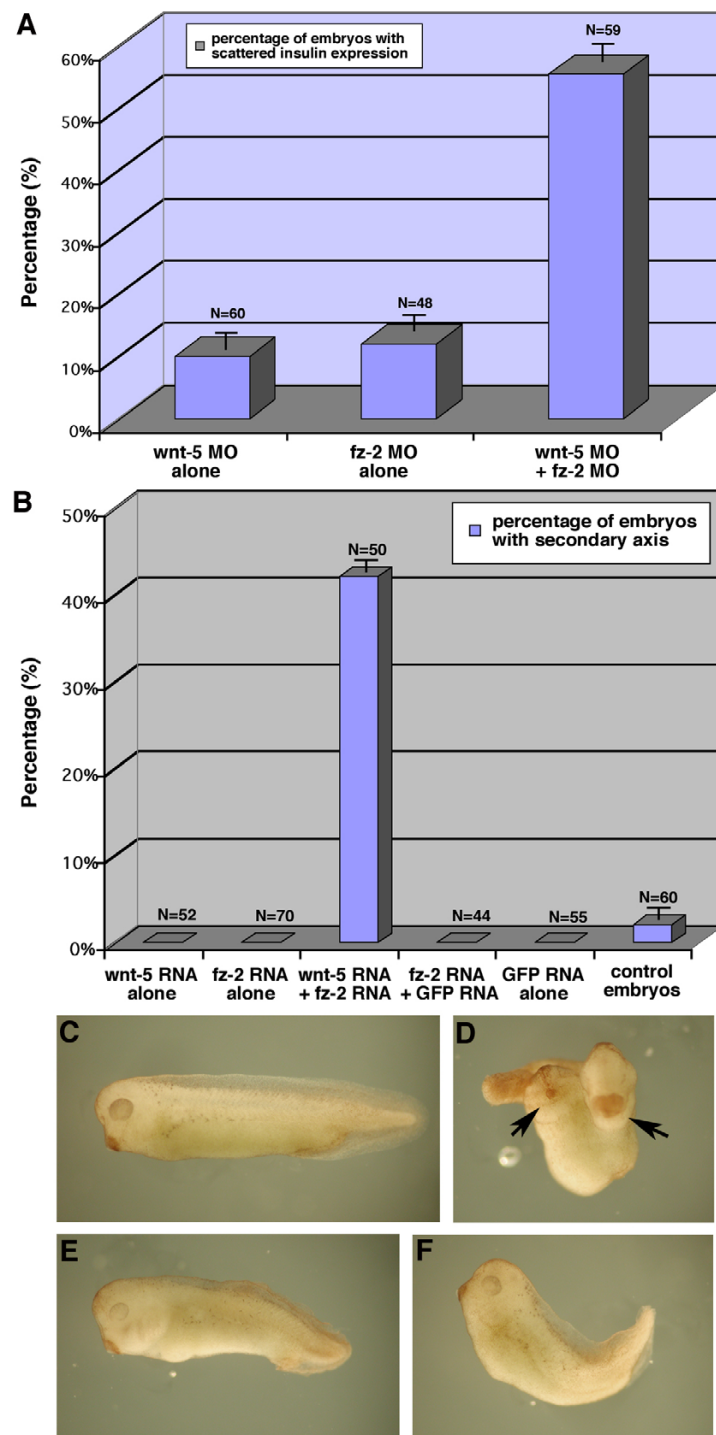 A
percentage of embryos with
scattered insulin expression
N=59
60%
50%
40%
30%
20%
10%
0%
Percentage (%)
N=60
N=48
wnt-5 MO
alone
fz-2 MO
alone
wnt-5 MO
+ fz-2 MO
B
percentage of embryos
with secondary axis
50%
40%
30%
20%
10%
0%
Percentage (%)
N=50
N=52
N=70
N=44
N=55
N=60
wnt-5 RNA
alone
fz-2 RNA
alone
wnt-5 RNA
+ fz-2 RNA
fz-2 RNA
+ GFP RNA
GFP RNA
alone
control
embryos
C
D
E
F